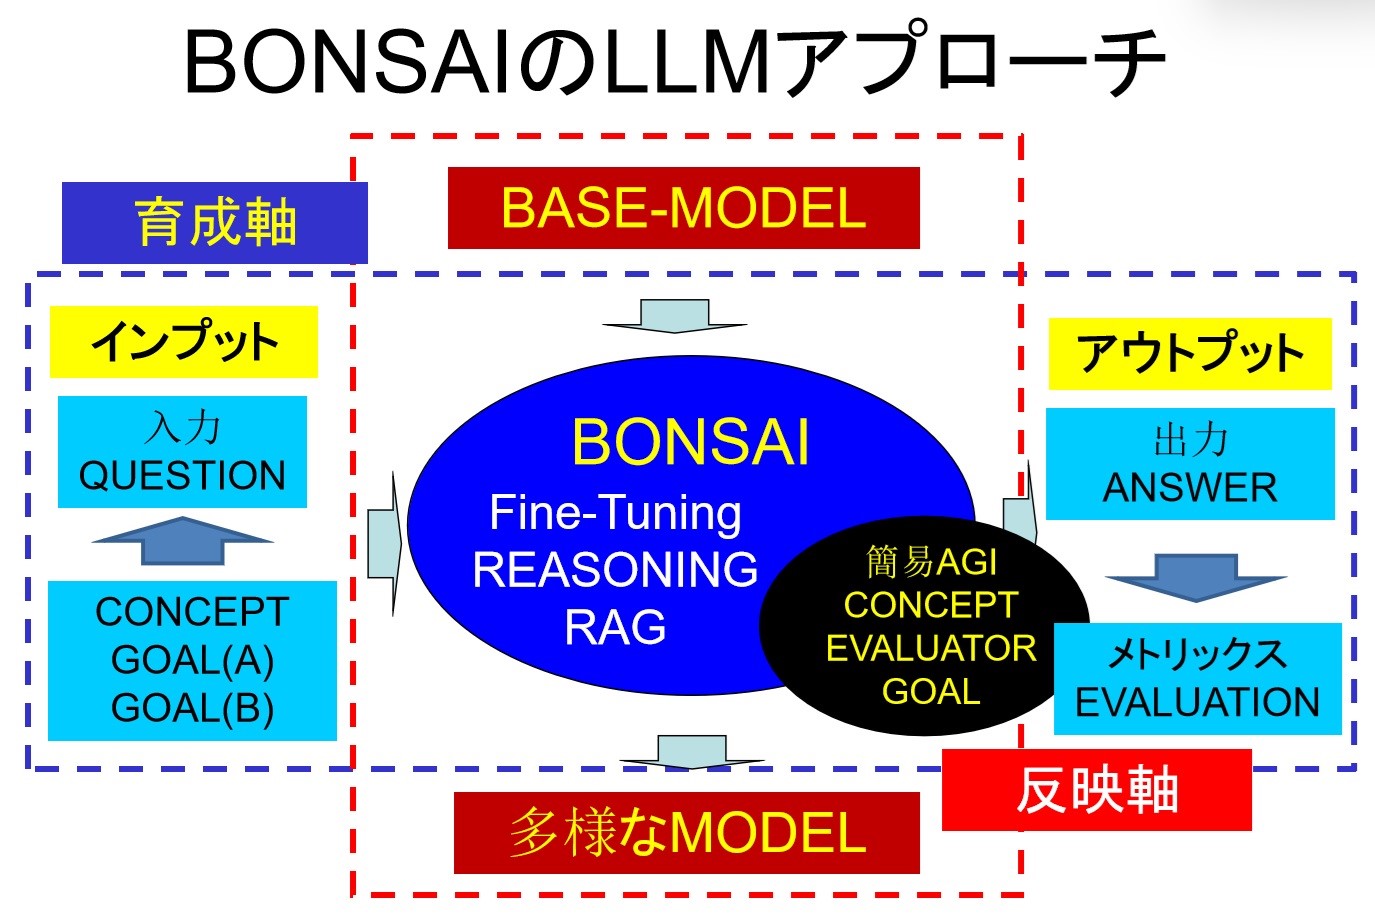 BONSAIのLLMアプローチ
育成軸
BASE-MODEL
インプット
入力
QUESTION
CONCEPT
GOAL(A)
GOAL(B)
BONSAI
Fine-Tuning
REASONING
RAG
簡易AGI
CONCEPT
EVALUATOR
GOAL
アウトプット
出力
ANSWER
メトリックス
EVALUATION
反映軸
多様なMODEL